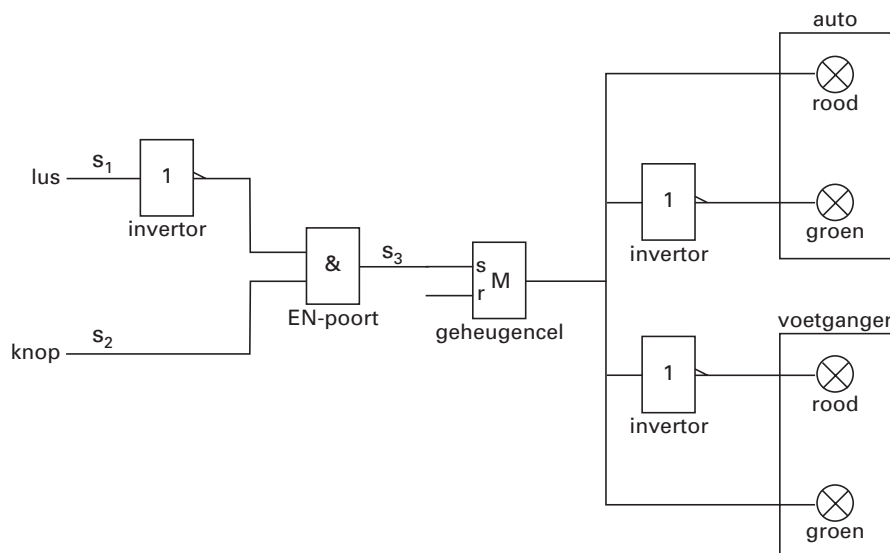 auto
rood
lus
s1
1
invertor
1
invertor
groen
&
EN-poort
s3
s
r
M
geheugencel
knop
s2
voetganger
1
invertor
rood
groen